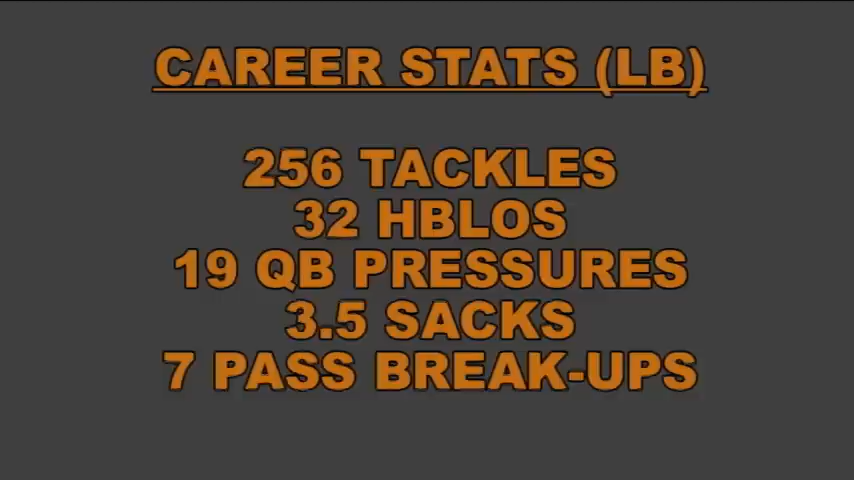 CAREER STATS (LB)
256 TACKLES
32 HBLOS
19 QB PRESSURES
3.5 SACKS
7 PASS BREAK-UPS